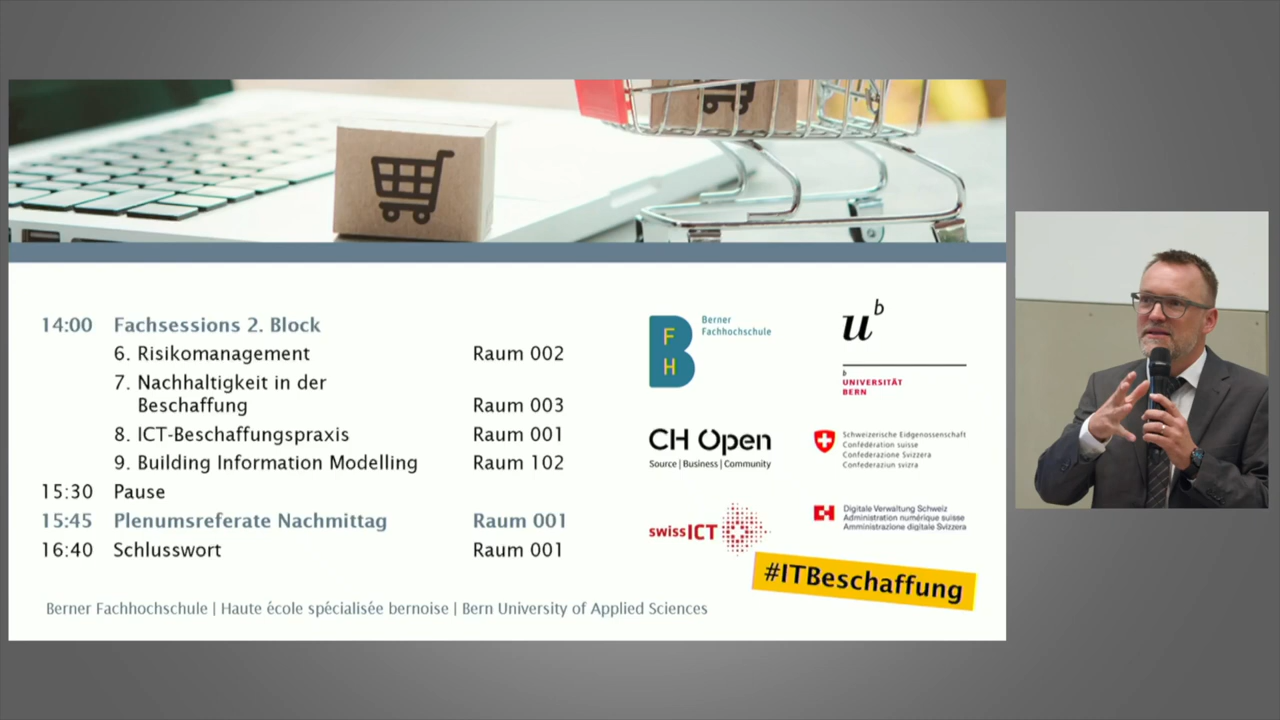 14:00 Fachsessions 2. Block
6. Risikomanagement Raum 002
7. Nachhaltigkeit in der
Beschaffung Raum 003
8. ICT-Beschaffungspraxis Raum 001
9. Building Information Modelling Raum 102
15:30 Pause
15:45 Plenumsreferate Nachmittag Raum 001
16:40 Schlusswort Raum 001
Berner Fachhochschule | Haute école spécialisée bernoise | Bern University of Applied Sciences
B
F
H
Berner
Fachhochschule
u b
b
UNIVERSITÄT
BERN
CH Open
Source | Business | Community
Schweizerische Eidgenossenschaft
Confédération suisse
Confederazione Svizzera
Confederaziun svizra
swissICT
Digitale Verwaltung Schweiz
Administration numérique suisse
Amministrazione digitale Svizzera
#ITBeschaffung